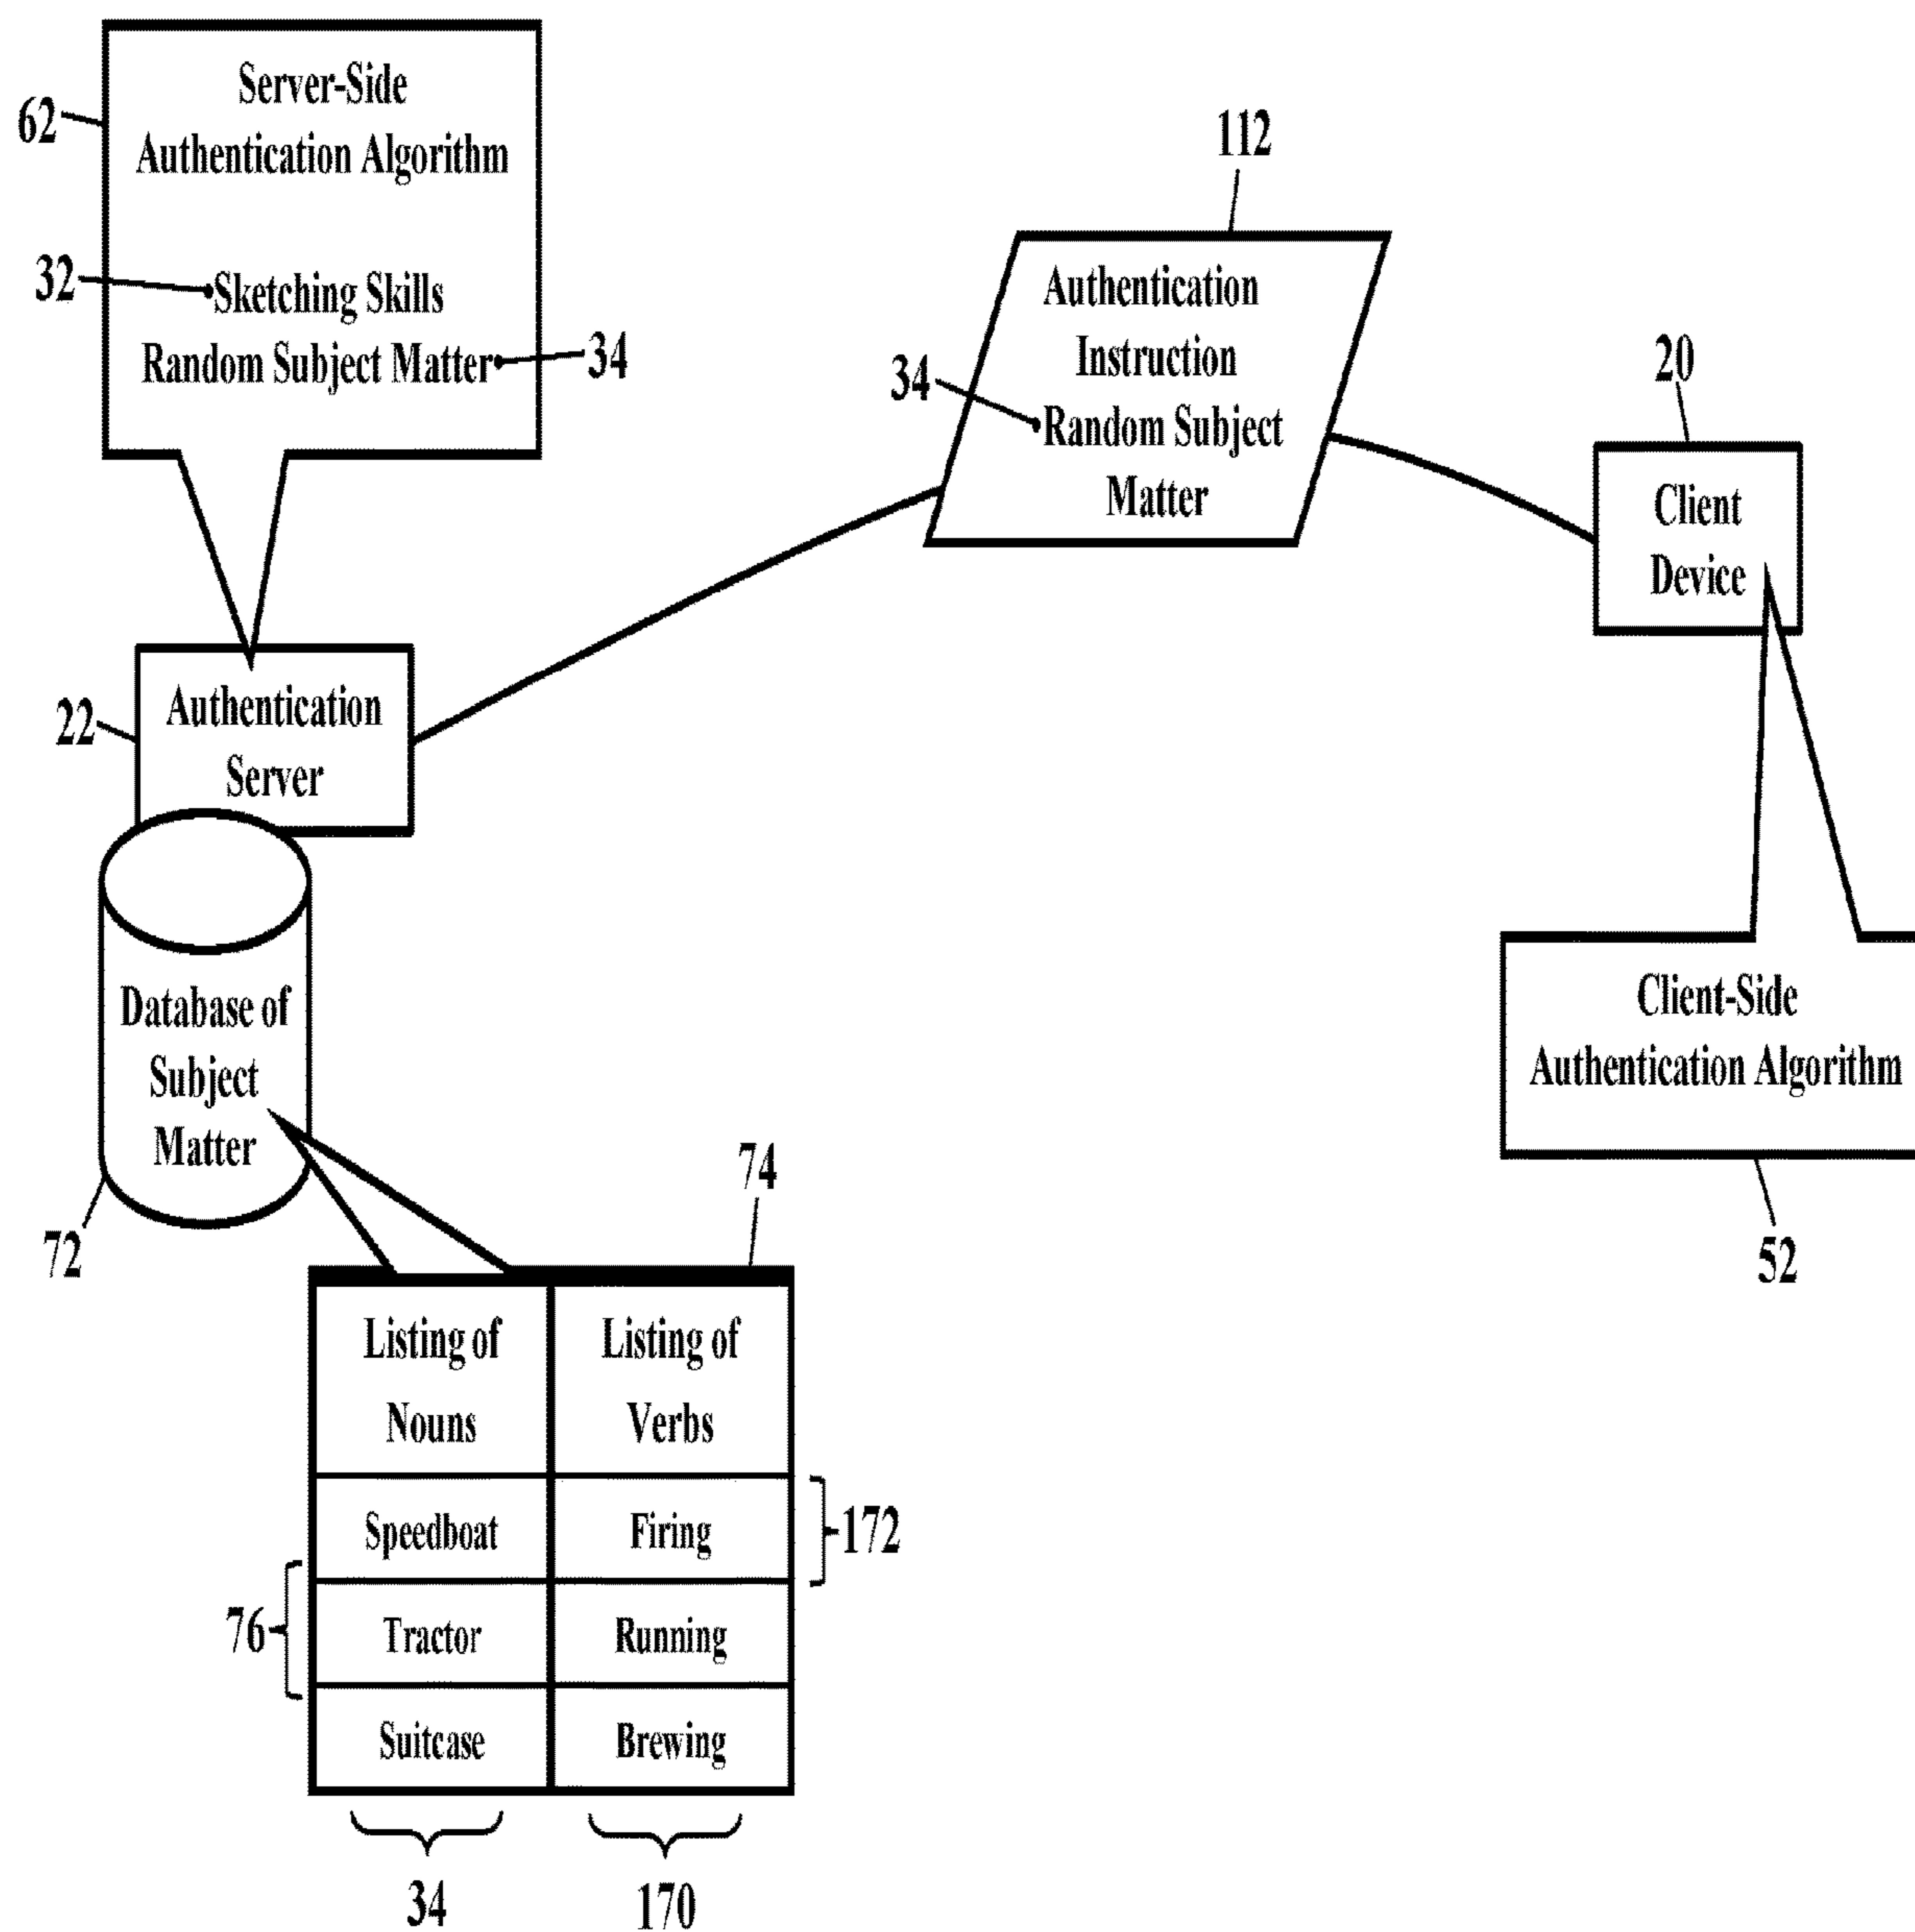 62
Server-Side
Authentication Algorithm
32
Sketching Skills
Random Subject Matter
34
112
Authentication
Instruction
34
Random Subject
Matter
20
Client
Device
22
Authentication
Server
Database of
Subject
Matter
72
Client-Side
Authentication Algorithm
52
74
Listing of
Nouns
Listing of
Verbs
Speedboat
Firing
172
76
Tractor
Running
Suitcase
Brewing
34
170